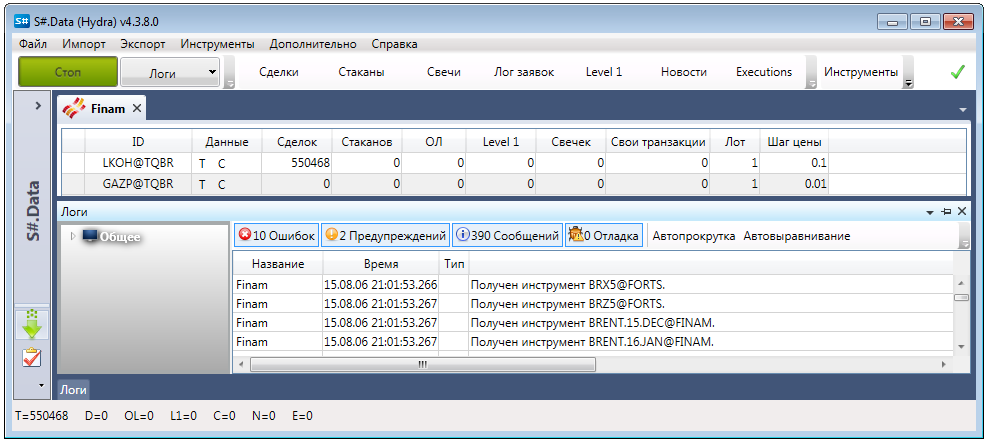 S# S#.Data (Hydra) v4.3.8.0
Файл Импорт Экспорт Инструменты Дополнительно Справка
Стоп Логи Сделки Стаканы Свечи Лог заявок Level 1 Новости Executions Инструменты
Finam
ID Данные Сделок Стаканов ОЛ Level 1 Свечек Свои транзакции Лот Шаг цены
LKOH@TQBR T C 550468 0 0 0 0 0 1 0.1
GAZP@TQBR T C 0 0 0 0 0 0 1 0.01
S#.Data
Логи
Общее
10 Ошибок 2 Предупреждений 390 Сообщений 0 Отладка Автопрокрутка Автовыравнивание
Название Время Тип
Finam 15.08.06 21:01:53.266 Получен инструмент BRX5@FORTS.
Finam 15.08.06 21:01:53.267 Получен инструмент BRZ5@FORTS.
Finam 15.08.06 21:01:53.267 Получен инструмент BRENT.15.DEC@FINAM.
Finam 15.08.06 21:01:53.267 Получен инструмент BRENT.16.JAN@FINAM.
Логи
T=550468 D=0 OL=0 L1=0 C=0 N=0 E=0